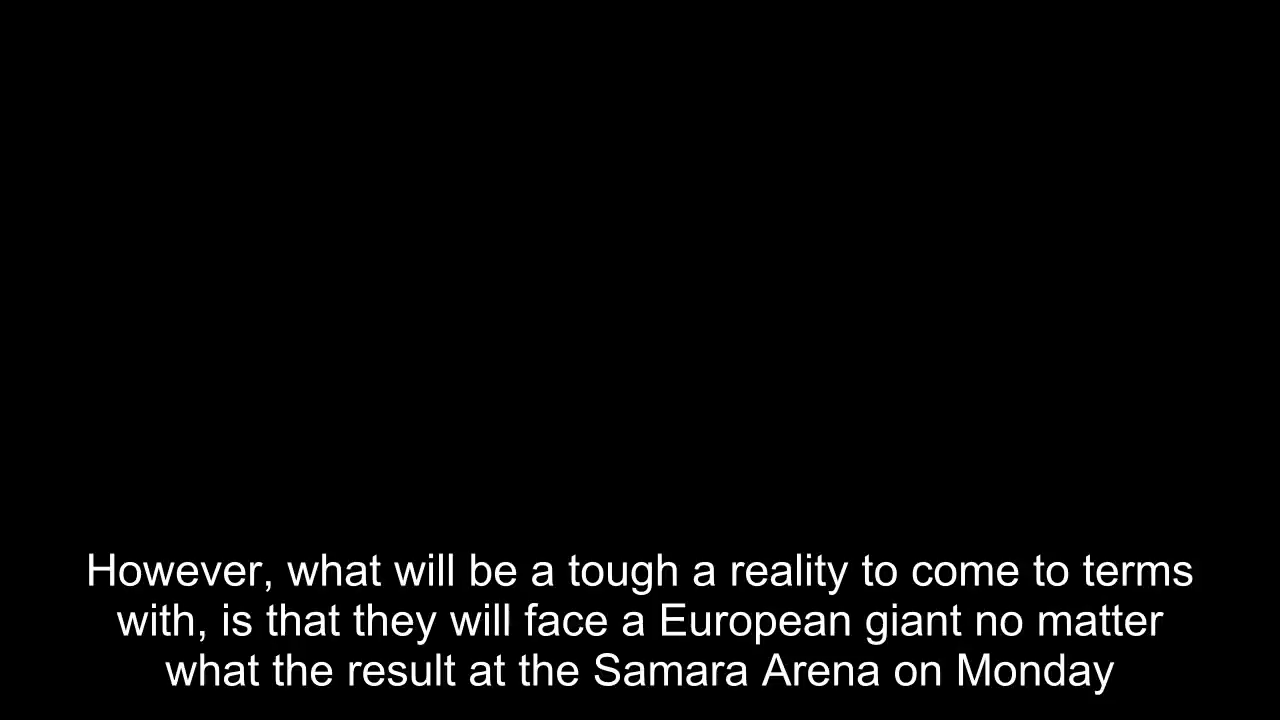 However, what will be a tough a reality to come to terms
with, is that they will face a European giant no matter
what the result at the Samara Arena on Monday